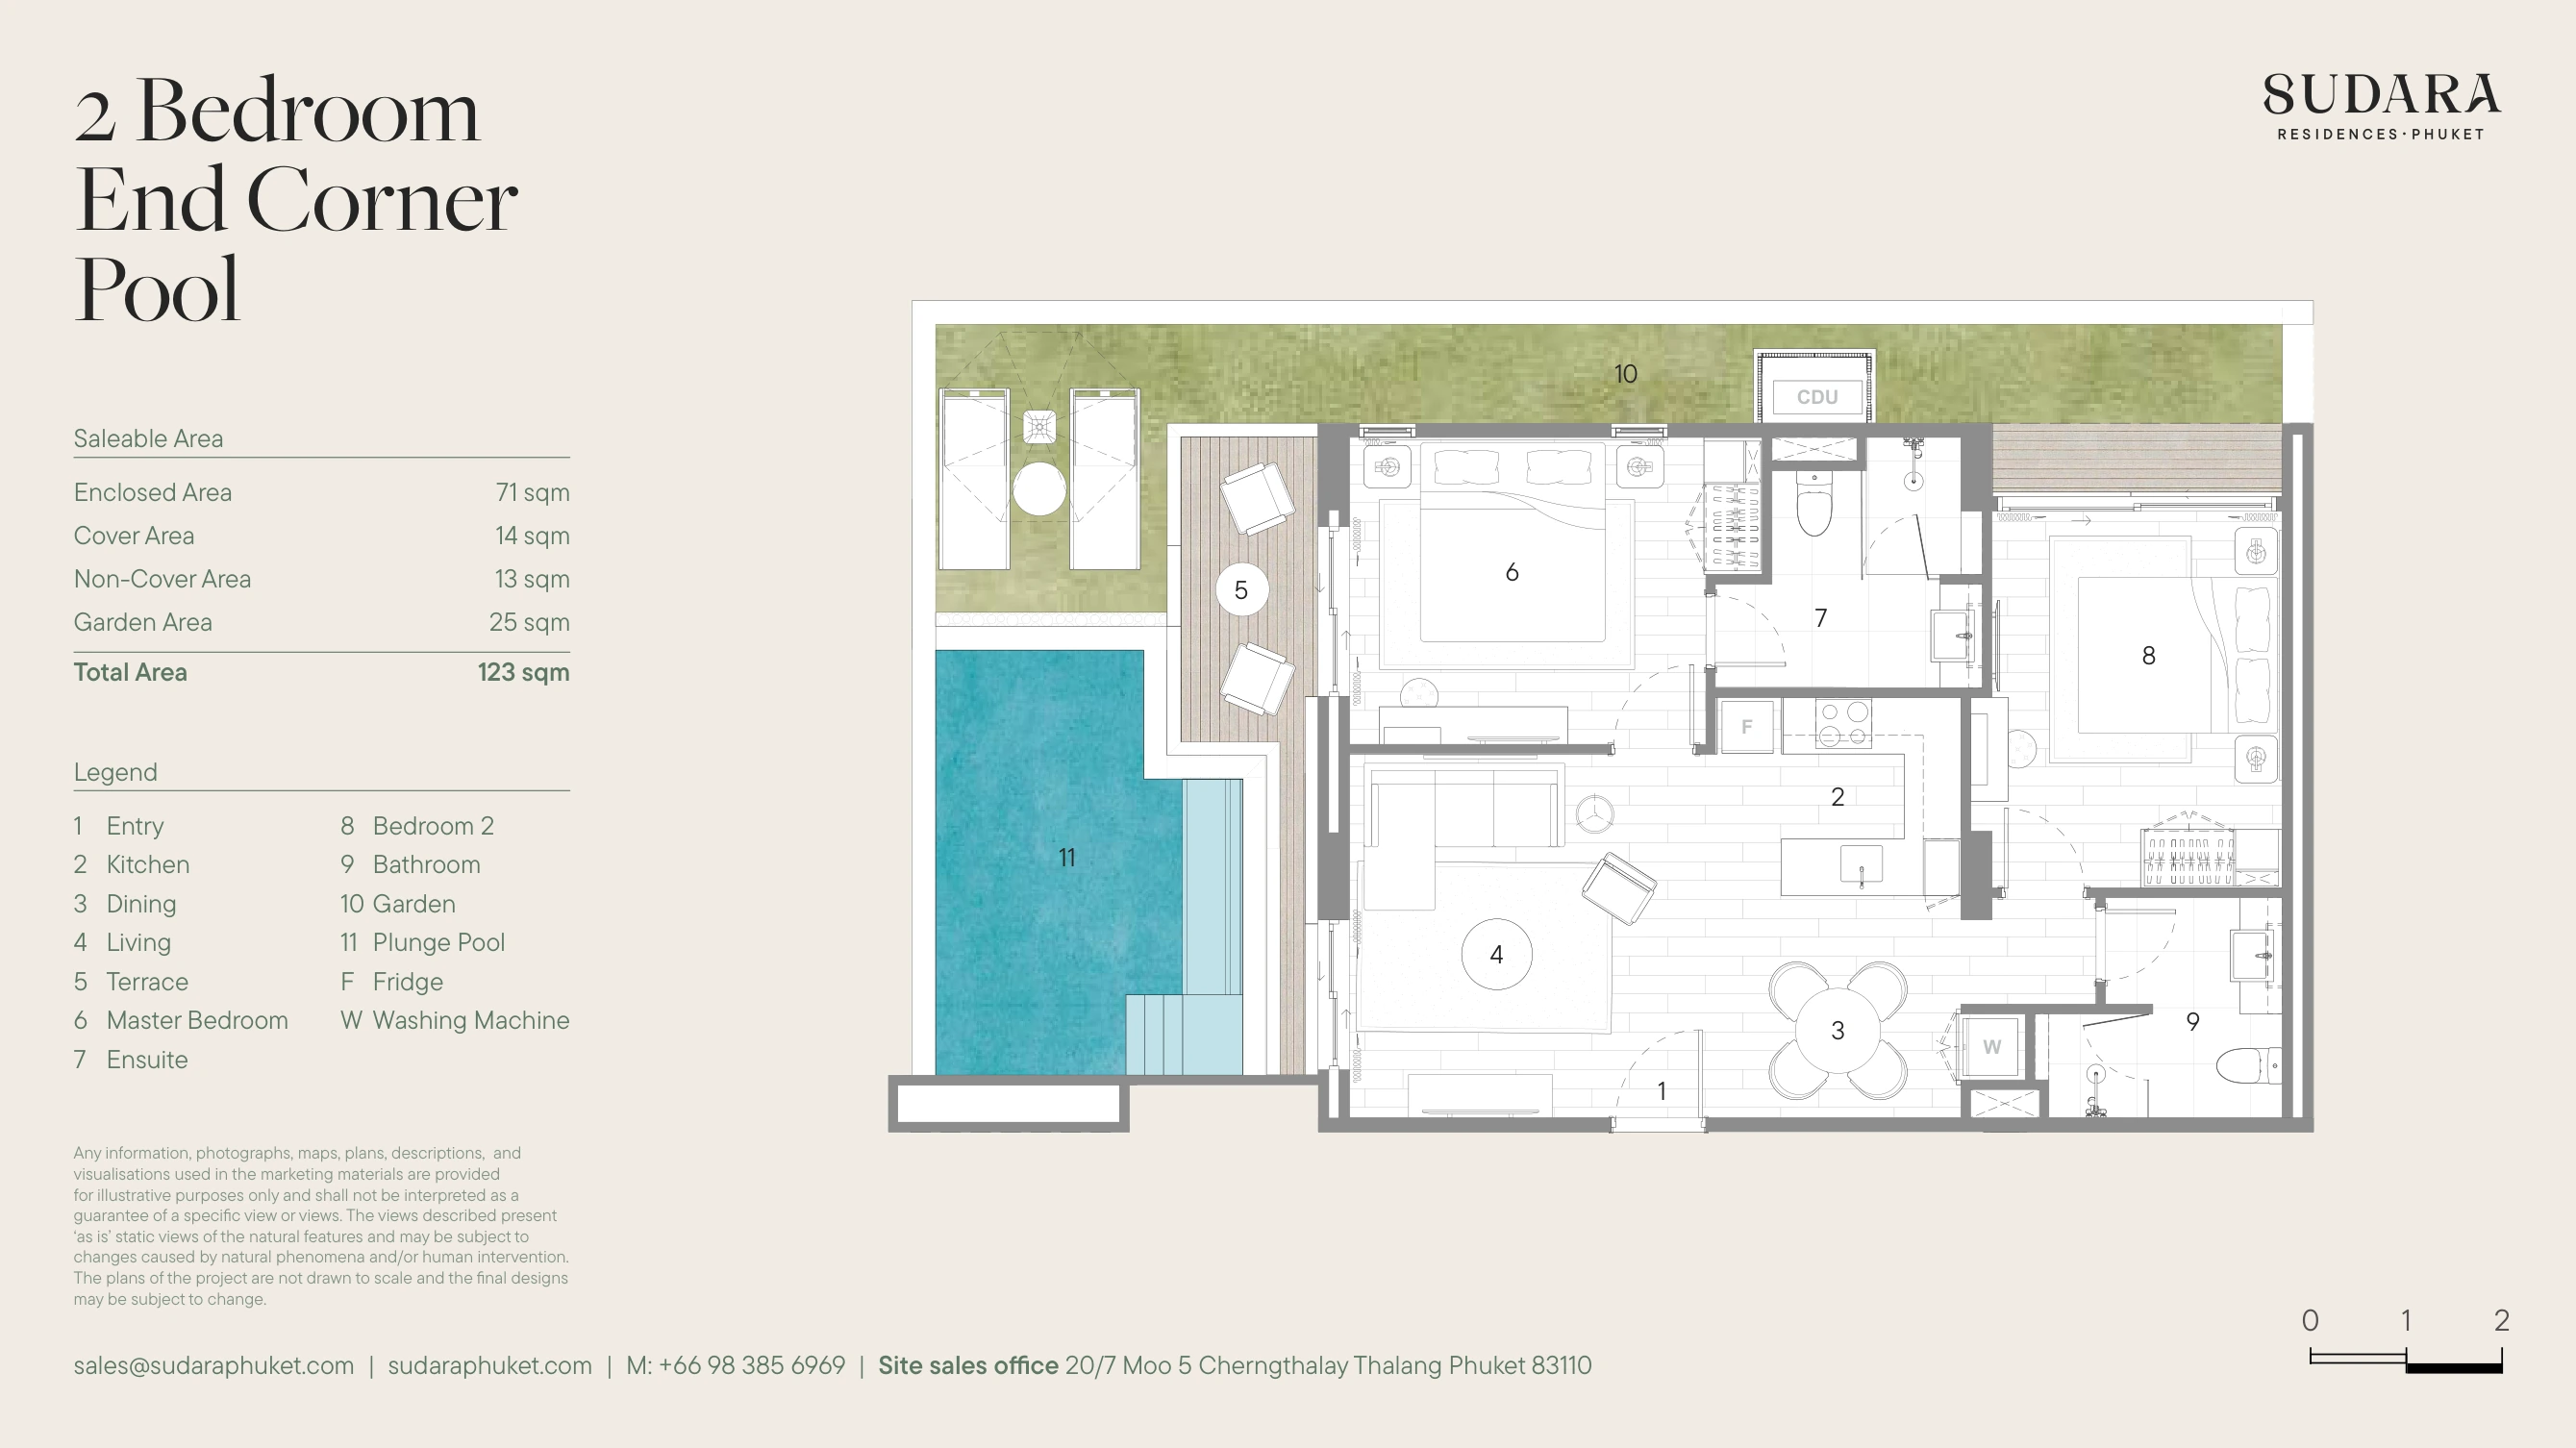 2 Bedroom
End Corner
Pool
SUDARA
RESIDENCES·PHUKET
Saleable Area
Enclosed Area 71 sqm
Cover Area 14 sqm
Non-Cover Area 13 sqm
Garden Area 25 sqm
Total Area 123 sqm
Legend
1 Entry
2 Kitchen
3 Dining
4 Living
5 Terrace
6 Master Bedroom
7 Ensuite
8 Bedroom 2
9 Bathroom
10 Garden
11 Plunge Pool
F Fridge
W Washing Machine
10
CDU
6
5
7
8
F
2
11
4
3
9
W
1
Any information, photographs, maps, plans, descriptions, and
visualisations used in the marketing materials are provided
for illustrative purposes only and shall not be interpreted as a
guarantee of a specific view or views. The views described present
‘as is’ static views of the natural features and may be subject to
changes caused by natural phenomena and/or human intervention.
The plans of the project are not drawn to scale and the final designs
may be subject to change.
0 1 2
sales@sudaraphuket.com | sudaraphuket.com | M: +66 98 385 6969 | Site sales office 20/7 Moo 5 Cherngthalay Thalang Phuket 83110